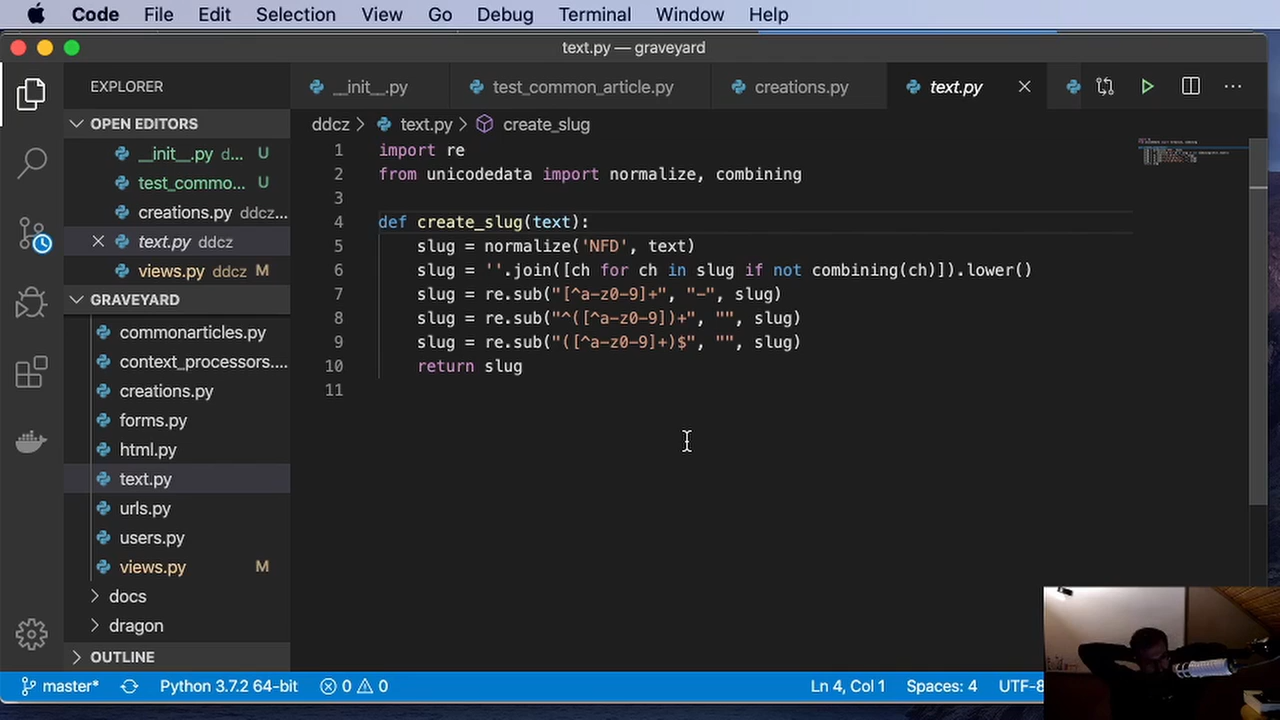 Code File Edit Selection View Go Debug Terminal Window Help
text.py — graveyard
EXPLORER
OPEN EDITORS
__init__.py d... U
test_commo... U
creations.py ddcz...
text.py ddcz
views.py ddcz M
GRAVEYARD
commonarticles.py
context_processors....
creations.py
forms.py
html.py
text.py
urls.py
users.py
views.py M
docs
dragon
OUTLINE
__init__.py test_common_article.py creations.py text.py
ddcz > text.py > create_slug
1 import re
2 from unicodedata import normalize, combining
3
4 def create_slug(text):
5 slug = normalize('NFD', text)
6 slug = ''.join([ch for ch in slug if not combining(ch)]).lower()
7 slug = re.sub("[^a-z0-9]+", "-", slug)
8 slug = re.sub("^([^a-z0-9])+", "", slug)
9 slug = re.sub("([^a-z0-9]+)$", "", slug)
10 return slug
11
master* Python 3.7.2 64-bit 0 0 Ln 4, Col 1 Spaces: 4 UTF-8